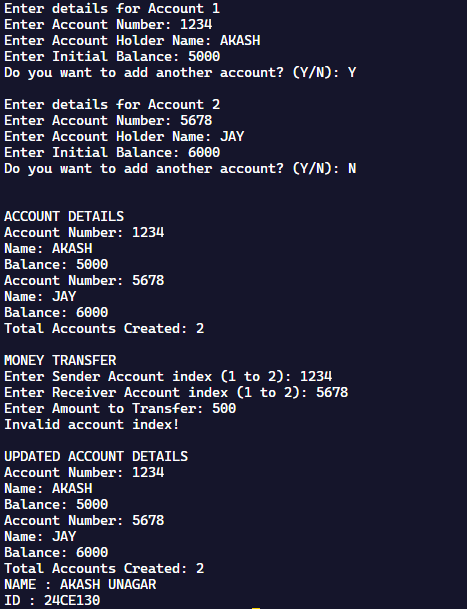 Enter details for Account 1
Enter Account Number: 1234
Enter Account Holder Name: AKASH
Enter Initial Balance: 5000
Do you want to add another account? (Y/N): Y
Enter details for Account 2
Enter Account Number: 5678
Enter Account Holder Name: JAY
Enter Initial Balance: 6000
Do you want to add another account? (Y/N): N
ACCOUNT DETAILS
Account Number: 1234
Name: AKASH
Balance: 5000
Account Number: 5678
Name: JAY
Balance: 6000
Total Accounts Created: 2
MONEY TRANSFER
Enter Sender Account index (1 to 2): 1234
Enter Receiver Account index (1 to 2): 5678
Enter Amount to Transfer: 500
Invalid account index!
UPDATED ACCOUNT DETAILS
Account Number: 1234
Name: AKASH
Balance: 5000
Account Number: 5678
Name: JAY
Balance: 6000
Total Accounts Created: 2
NAME : AKASH UNAGAR
ID : 24CE130